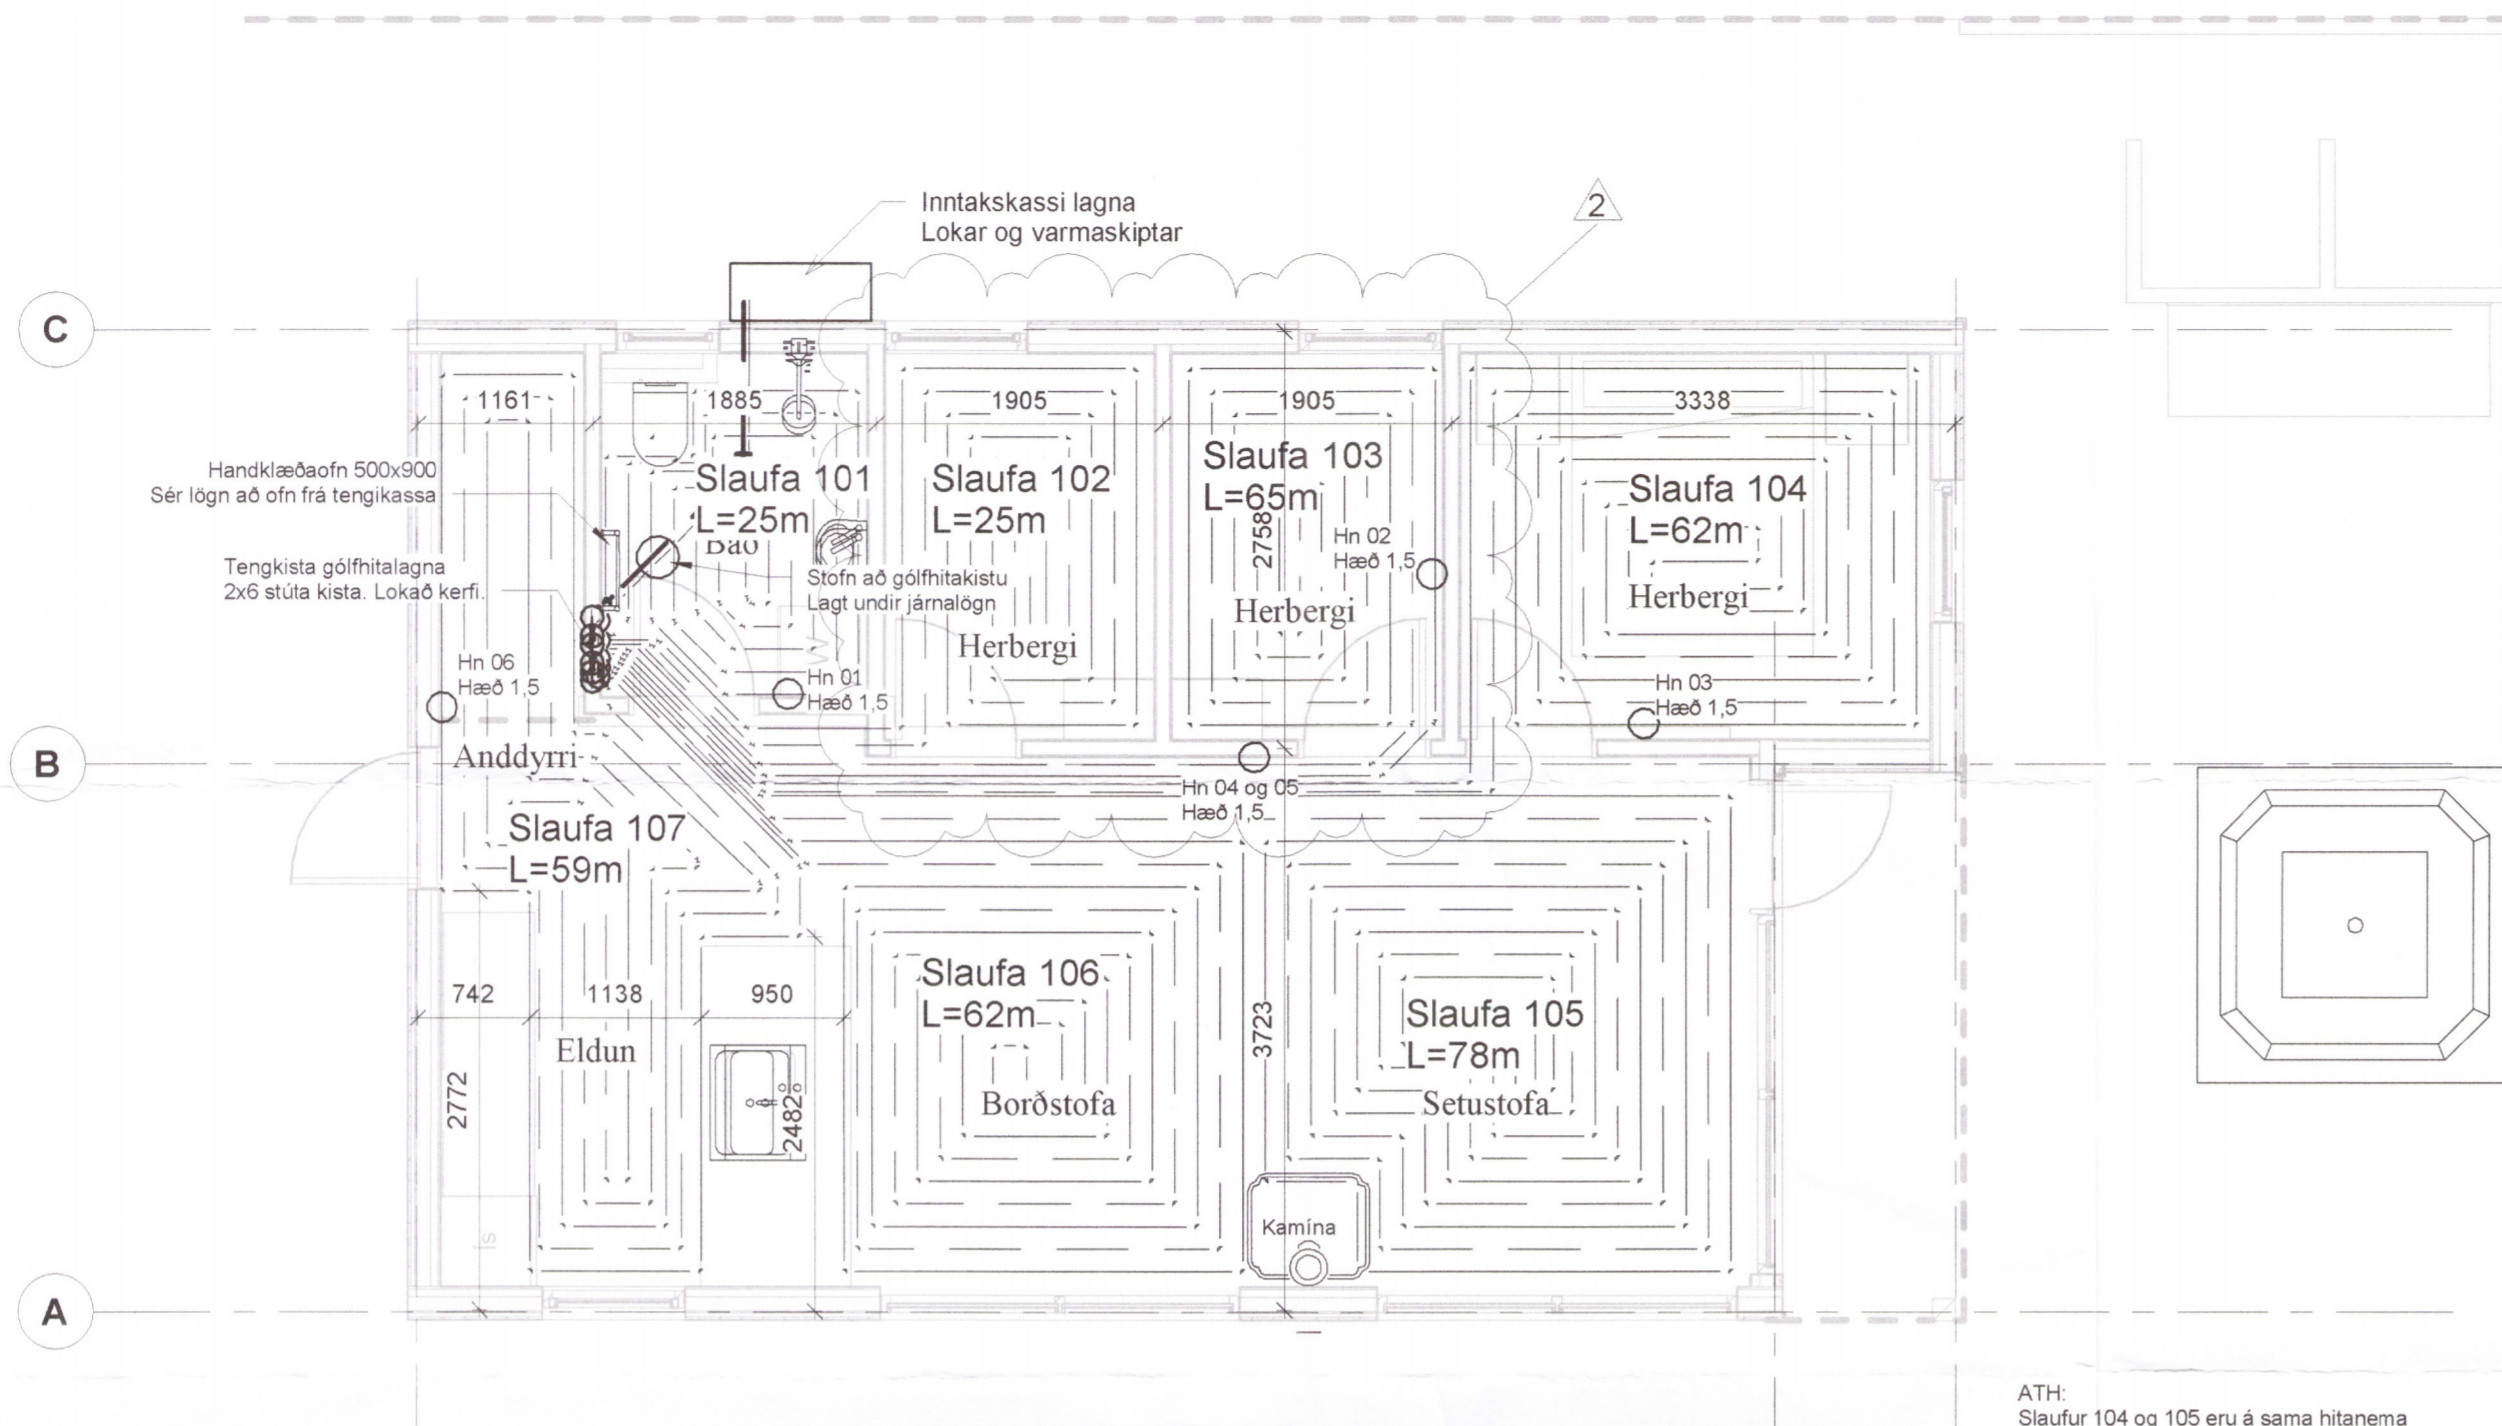 Inntakskassi lagna
Lokar og varmaskiptar
2
C
1161
1885
1905
1905
3338
Handklæðaofn 500x900
Sér lögn að ofn frá tengikassa
Slaufa 101
L=25m
Bað
Slaufa 102
L=25m
Herbergi
Slaufa 103
L=65m
2758
Hn 02
Hæð 1,5
Herbergi
Slaufa 104
L=62m
Herbergi
Tengkista gólfhitalagna
2x6 stúta kista. Lokað kerfi.
Stofn að gólfhitakistu
Lagt undir járnalögn
W
Hn 06
Hæð 1,5
Hn 01
Hæð 1,5
Hn 03
Hæð 1,5
B
Anddyrri
Hn 04 og 05
Hæð 1,5
Slaufa 107
L=59m
742
1138
950
Slaufa 106
L=62m
3723
Slaufa 105
L=78m
Eldun
2772
2482
Borðstofa
Setustofa
ís
Kamína
A
ATH:
Slaufur 104 og 105 eru á sama hitanema